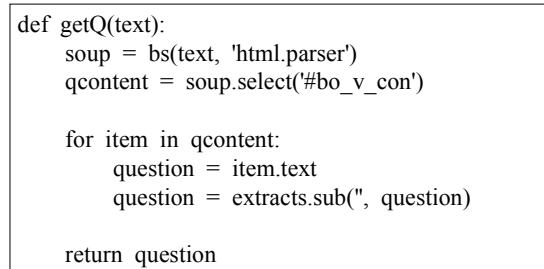 def getQ(text):
    soup = bs(text, 'html.parser')
    qcontent = soup.select('#bo_v_con')
    for item in qcontent:
        question = item.text
        question = extracts.sub('', question)
    return question